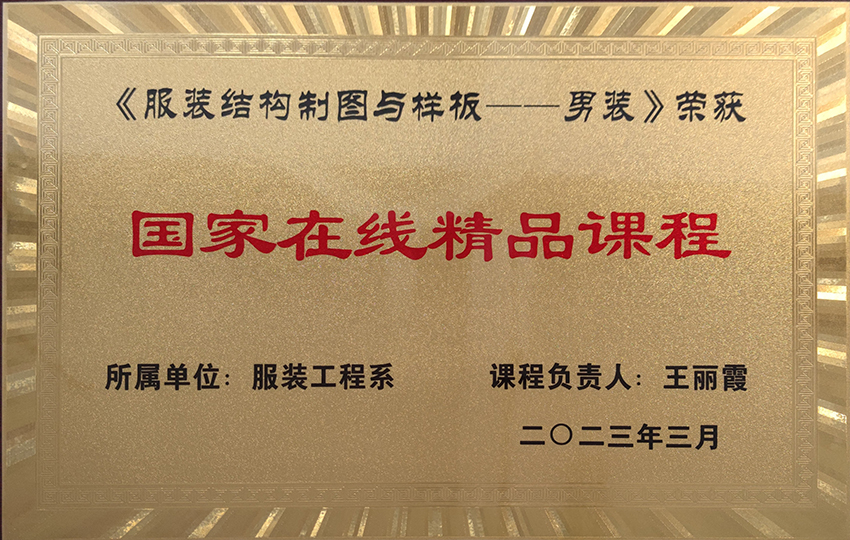 《服装结构制图与样板——男装》荣获
国家在线精品课程
所属单位：服装工程系 课程负责人：王丽霞
二〇二三年三月